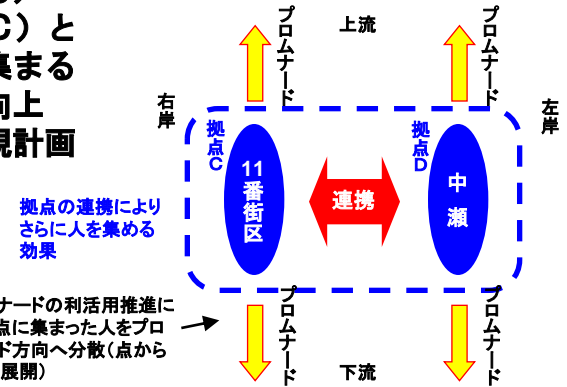 C)と
集まる
向上
現計画
上流
プロムナード
プロムナード
右岸
左岸
拠点C
11番街区
連携
拠点D
中瀬
拠点の連携により
さらに人を集める
効果
ナードの利活用推進に
点に集まった人をプロ
ド方向へ分散(点から
展開)
プロムナード
プロムナード
下流